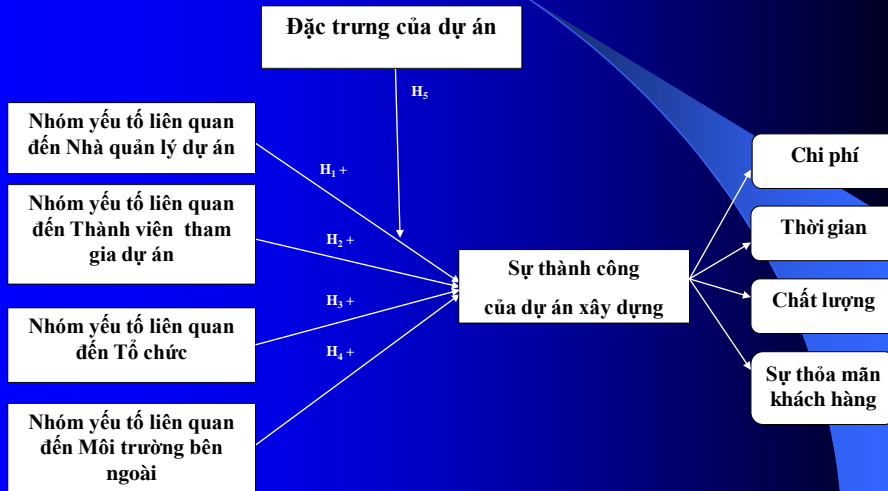 Đặc trưng của dự án
H₅
Nhóm yếu tố liên quan
đến Nhà quản lý dự án
H₁ +
Nhóm yếu tố liên quan
đến Thành viên tham
gia dự án
H₂ +
Nhóm yếu tố liên quan
đến Tổ chức
H₃ +
Nhóm yếu tố liên quan
đến Môi trường bên
ngoài
H₄ +
Sự thành công
của dự án xây dựng
Chi phí
Thời gian
Chất lượng
Sự thỏa mãn
khách hàng